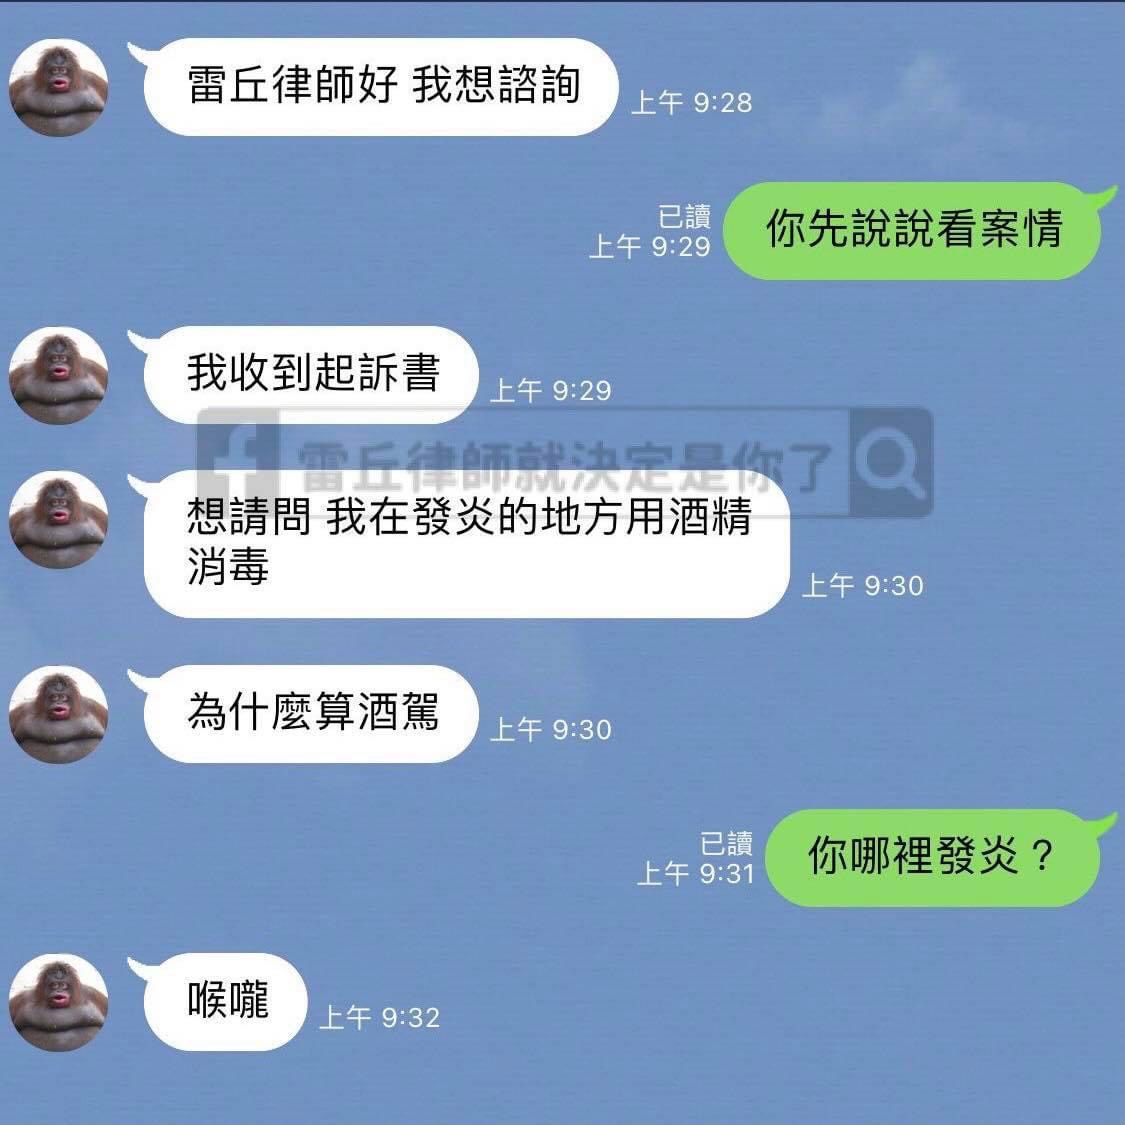 雷丘律師好 我想諮詢
上午 9:28
你先說說看案情
已讀
上午 9:29
我收到起訴書
上午 9:29
雷丘律師就決定是你了
想請問 我在發炎的地方用酒精
消毒
上午 9:30
為什麼算酒駕
上午 9:30
你哪裡發炎？
已讀
上午 9:31
喉嚨
上午 9:32